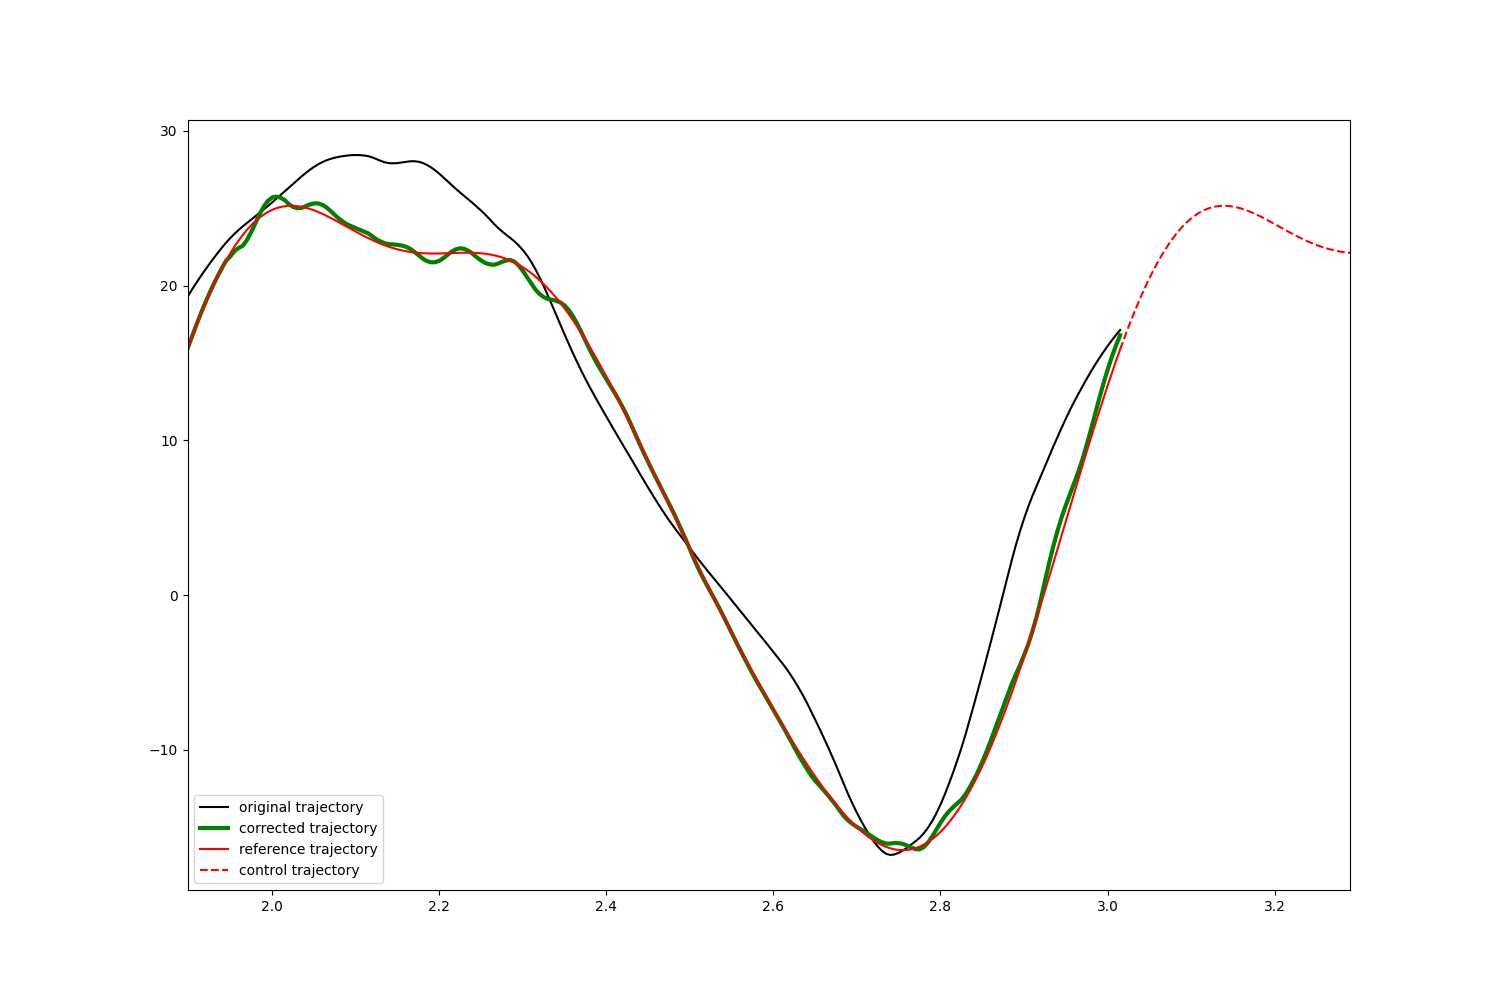 30
20
10
0
−10
original trajectory
corrected trajectory
reference trajectory
control trajectory
2.0 2.2 2.4 2.6 2.8 3.0 3.2